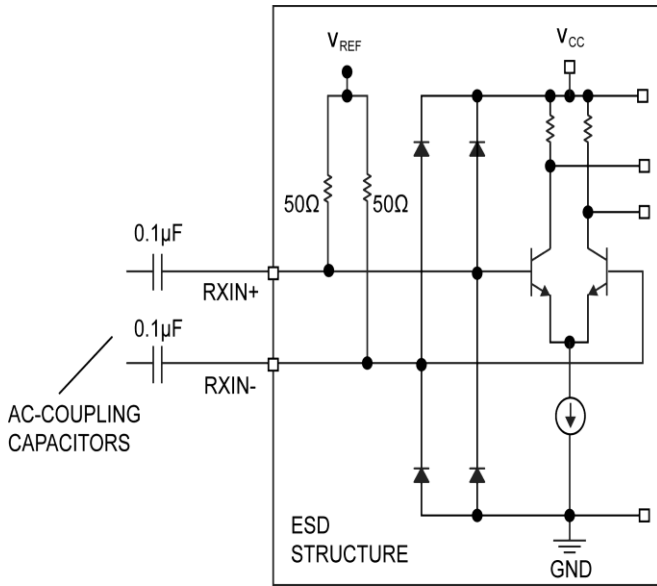 VREF
VCC
50Ω
50Ω
0.1µF
RXIN+
0.1µF
RXIN-
AC-COUPLING
CAPACITORS
ESD
STRUCTURE
GND